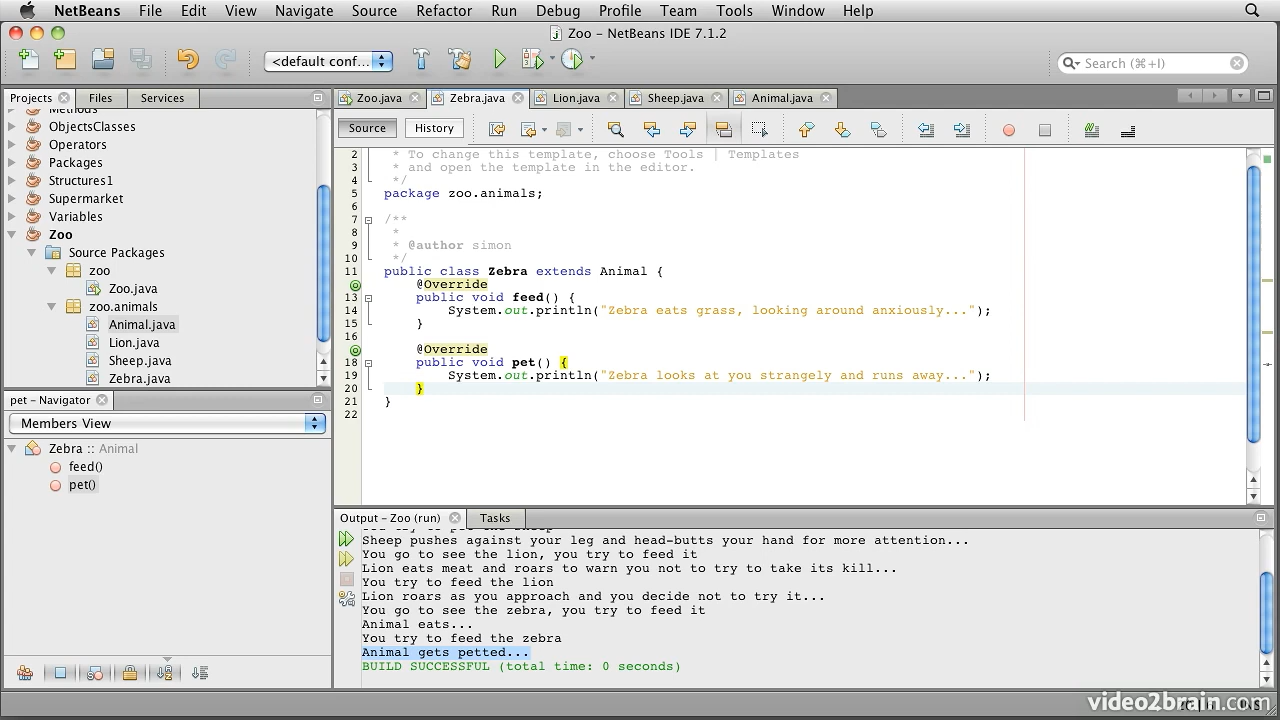 NetBeans File Edit View Navigate Source Refactor Run Debug Profile Team Tools Window Help
Zoo – NetBeans IDE 7.1.2
<default conf...
Search (⌘+I)
Projects Files Services
Methods
ObjectsClasses
Operators
Packages
Structures1
Supermarket
Variables
Zoo
Source Packages
zoo
Zoo.java
zoo.animals
Animal.java
Lion.java
Sheep.java
Zebra.java
pet – Navigator
Members View
Zebra :: Animal
feed()
pet()
Zoo.java Zebra.java Lion.java Sheep.java Animal.java
Source History
2 * To change this template, choose Tools | Templates
3 * and open the template in the editor.
4 */
5 package zoo.animals;
6
7 /**
8 *
9 * @author simon
10 */
11 public class Zebra extends Animal {
@Override
13 public void feed() {
14 System.out.println("Zebra eats grass, looking around anxiously...");
15 }
16
@Override
18 public void pet() {
19 System.out.println("Zebra looks at you strangely and runs away...");
20 }
21 }
22
Output – Zoo (run) Tasks
You try to pet the sheep
Sheep pushes against your leg and head-butts your hand for more attention...
You go to see the lion, you try to feed it
Lion eats meat and roars to warn you not to try to take its kill...
You try to feed the lion
Lion roars as you approach and you decide not to try it...
You go to see the zebra, you try to feed it
Animal eats...
You try to feed the zebra
Animal gets petted...
BUILD SUCCESSFUL (total time: 0 seconds)
video2brain.com